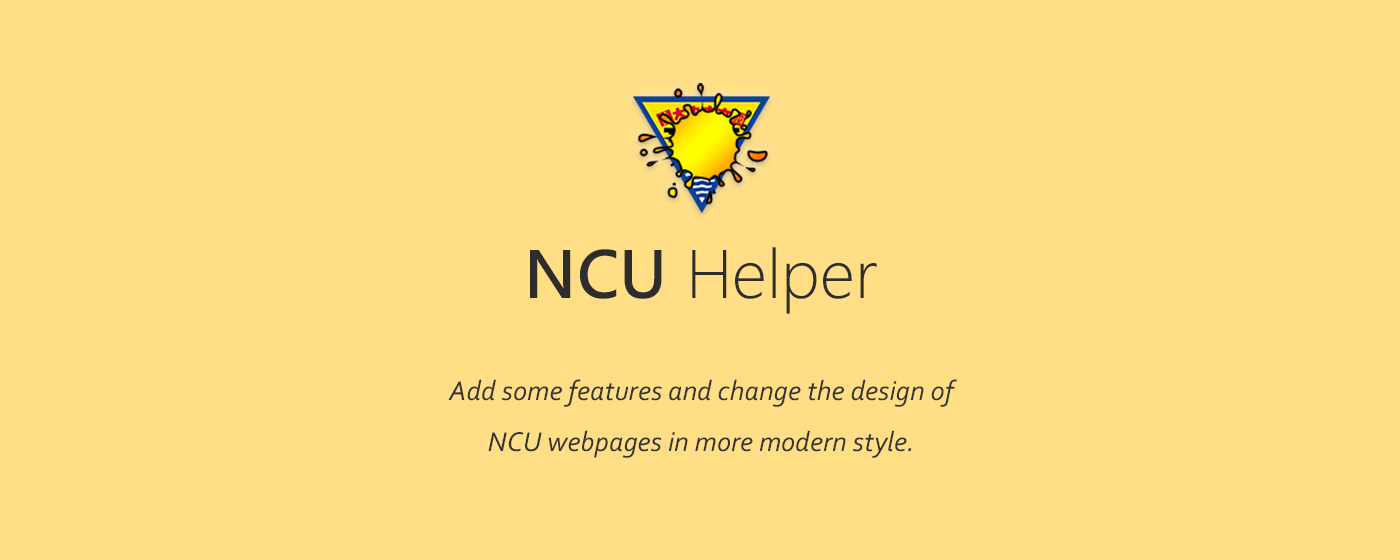 NCU Helper
Add some features and change the design of
NCU webpages in more modern style.